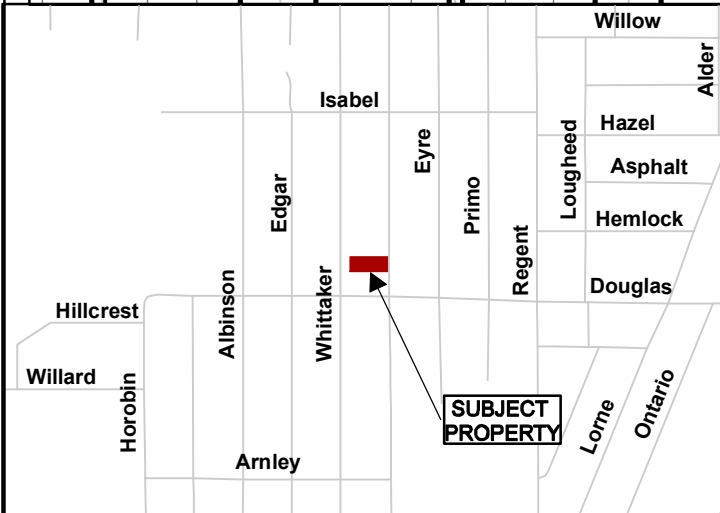 Willow
Alder
Isabel
Hazel
Eyre
Lougheed
Asphalt
Edgar
Primo
Hemlock
Regent
Douglas
Albinson
Whittaker
Hillcrest
Willard
Horobin
SUBJECT
PROPERTY
Lorne
Ontario
Arnley